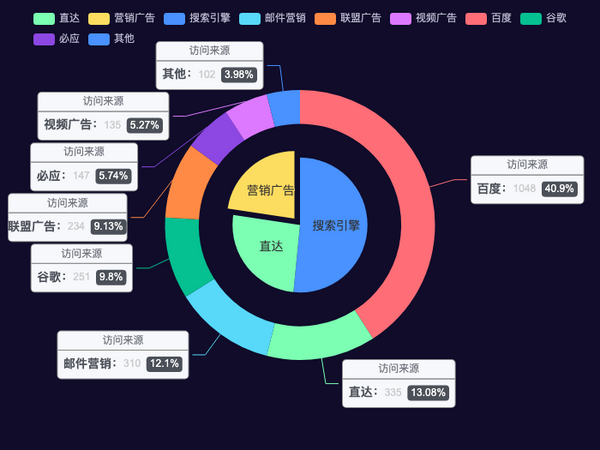 直达 营销广告 搜索引擎 邮件营销 联盟广告 视频广告 百度 谷歌
必应 其他
访问来源
其他： 102 3.98%
访问来源
视频广告： 135 5.27%
访问来源
必应： 147 5.74%
访问来源
联盟广告： 234 9.13%
访问来源
谷歌： 251 9.8%
访问来源
邮件营销： 310 12.1%
访问来源
直达： 335 13.08%
访问来源
百度： 1048 40.9%
营销广告
搜索引擎
直达